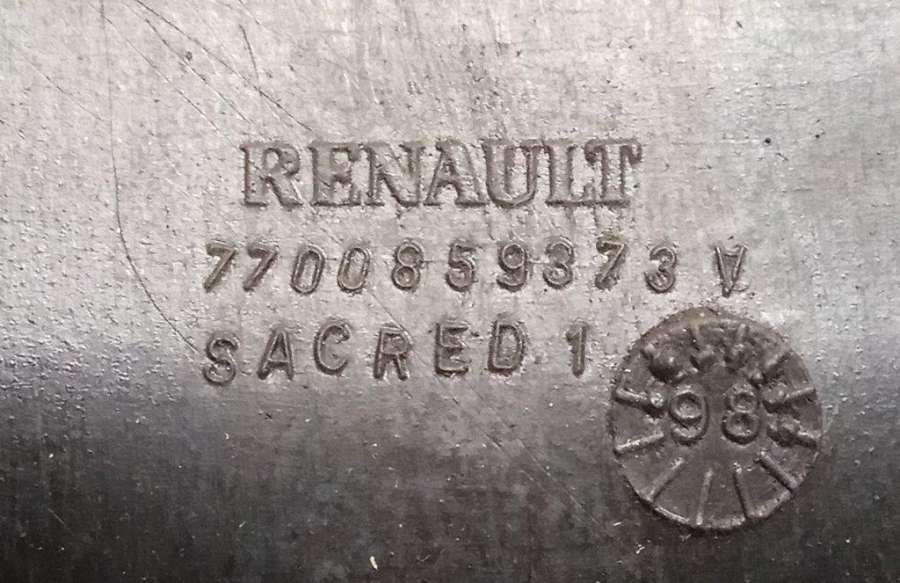 RENAULT
7700859373 A
SACRED 1
98